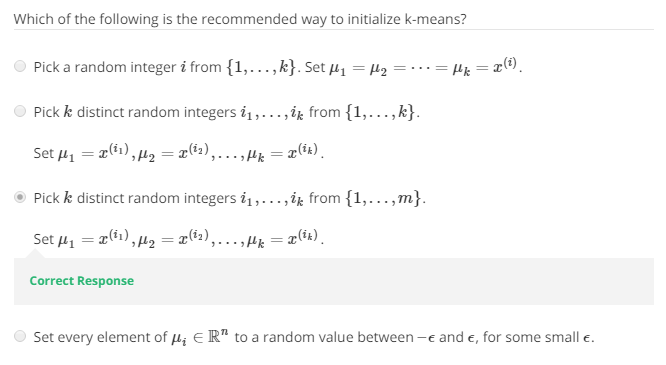 Which of the following is the recommended way to initialize k-means?
Pick a random integer i from {1,...,k}. Set μ₁ = μ₂ = ··· = μₖ = x⁽ⁱ⁾.
Pick k distinct random integers i₁,...,iₖ from {1,...,k}.
Set μ₁ = x^(i₁), μ₂ = x^(i₂),...,μₖ = x^(iₖ).
Pick k distinct random integers i₁,...,iₖ from {1,...,m}.
Set μ₁ = x^(i₁), μ₂ = x^(i₂),...,μₖ = x^(iₖ).
Correct Response
Set every element of μᵢ ∈ ℝⁿ to a random value between −ϵ and ϵ, for some small ϵ.